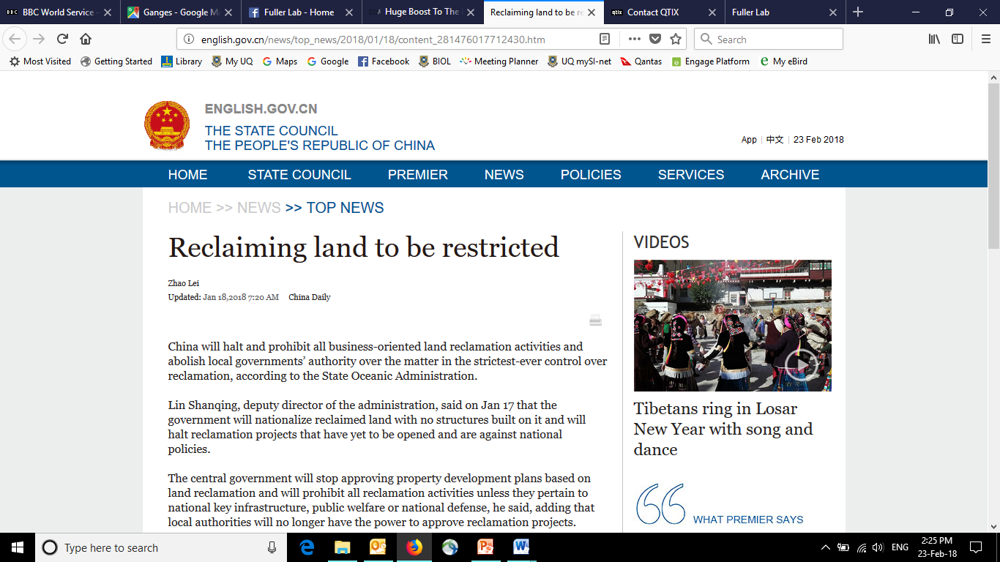 BBC World Service -
Ganges - Google Ma
Fuller Lab - Home
Huge Boost To The
Reclaiming land to be re
qtix Contact QTIX
Fuller Lab
english.gov.cn/news/top_news/2018/01/18/content_281476017712430.htm
Search
Most Visited Getting Started Library My UQ Maps Google Facebook BIOL Meeting Planner UQ mySI-net Qantas Engage Platform My eBird
ENGLISH.GOV.CN
THE STATE COUNCIL
THE PEOPLE'S REPUBLIC OF CHINA
App | 中文 | 23 Feb 2018
HOME STATE COUNCIL PREMIER NEWS POLICIES SERVICES ARCHIVE
HOME >> NEWS >> TOP NEWS
Reclaiming land to be restricted
Zhao Lei
Updated: Jan 18,2018 7:20 AM China Daily
China will halt and prohibit all business-oriented land reclamation activities and
abolish local governments’ authority over the matter in the strictest-ever control over
reclamation, according to the State Oceanic Administration.
Lin Shanqing, deputy director of the administration, said on Jan 17 that the
government will nationalize reclaimed land with no structures built on it and will
halt reclamation projects that have yet to be opened and are against national
policies.
The central government will stop approving property development plans based on
land reclamation and will prohibit all reclamation activities unless they pertain to
national key infrastructure, public welfare or national defense, he said, adding that
local authorities will no longer have the power to approve reclamation projects.
VIDEOS
Tibetans ring in Losar
New Year with song and
dance
WHAT PREMIER SAYS
Type here to search
ENG
2:25 PM
23-Feb-18